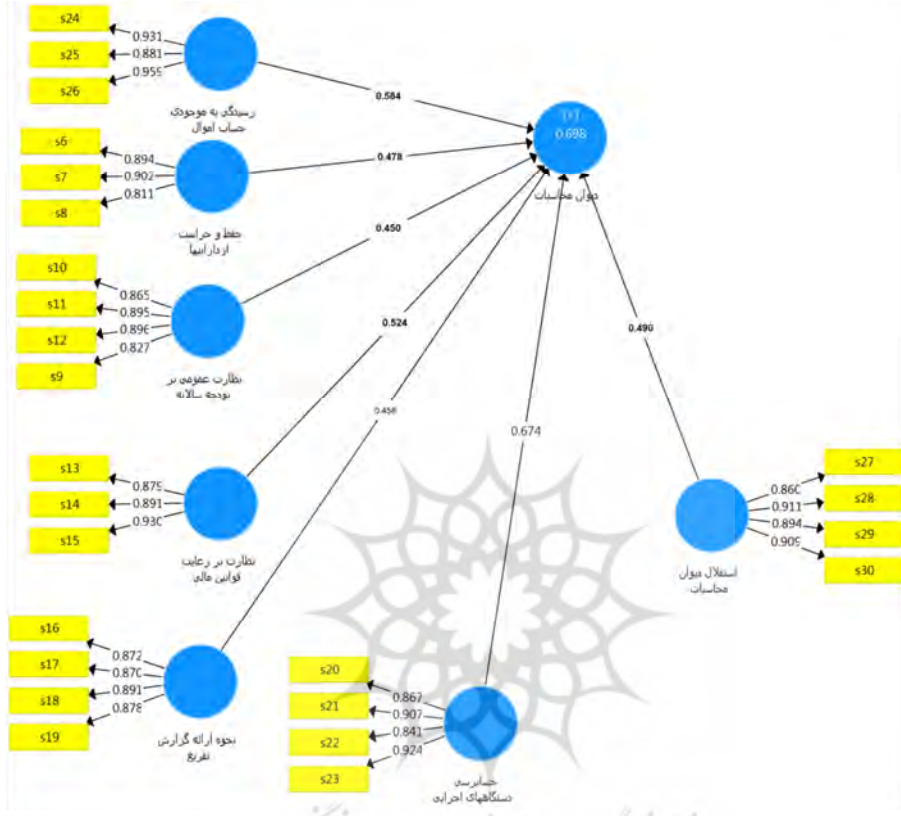 s24
0.931
s25
0.881
s26
0.959
رسیدگی به موجودی
حساب اموال
0.584
[+]
0.698
دیوان محاسبات
s6
0.894
s7
0.902
s8
0.811
حفظ و حراست
از دارایها
0.478
s10
0.865
s11
0.895
s12
0.896
s9
0.827
نظارت عمومی بر
بودجه سالانه
0.450
s13
0.879
s14
0.891
s15
0.930
نظارت بر رعایت
قوانین مالی
0.524
s16
0.872
s17
0.870
s18
0.891
s19
0.878
نحوه ارائه گزارش
تفریغ
0.458
s20
0.867
s21
0.907
s22
0.841
s23
0.924
حسابرسی
دستگاههای اجرایی
0.674
s27
0.860
s28
0.911
s29
0.894
s30
0.909
استقلال دیوان
محاسبات
0.490